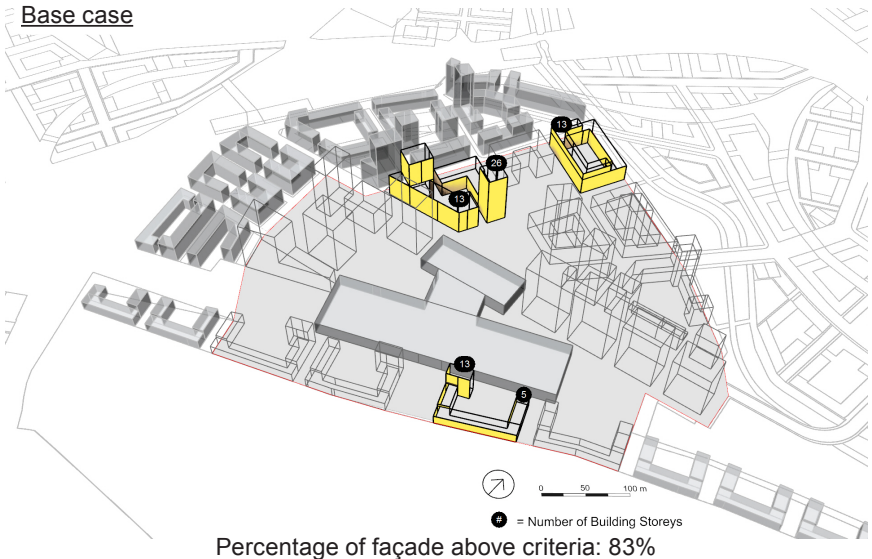 Base case
13
26
13
13
5
0 50 100 m
# = Number of Building Storeys
Percentage of façade above criteria: 83%